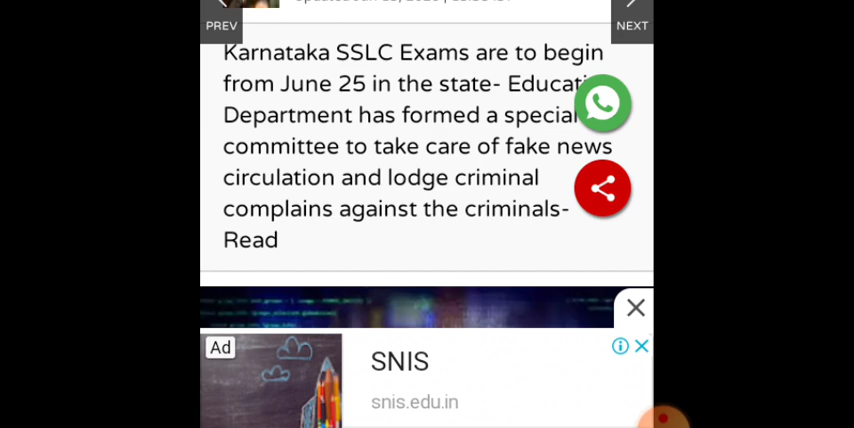 PREV
NEXT
Karnataka SSLC Exams are to begin
from June 25 in the state-
Department has formed a special
committee to take care of fake news
circulation and lodge criminal
complains against the criminals-
Read
Ad
SNIS
snis.edu.in